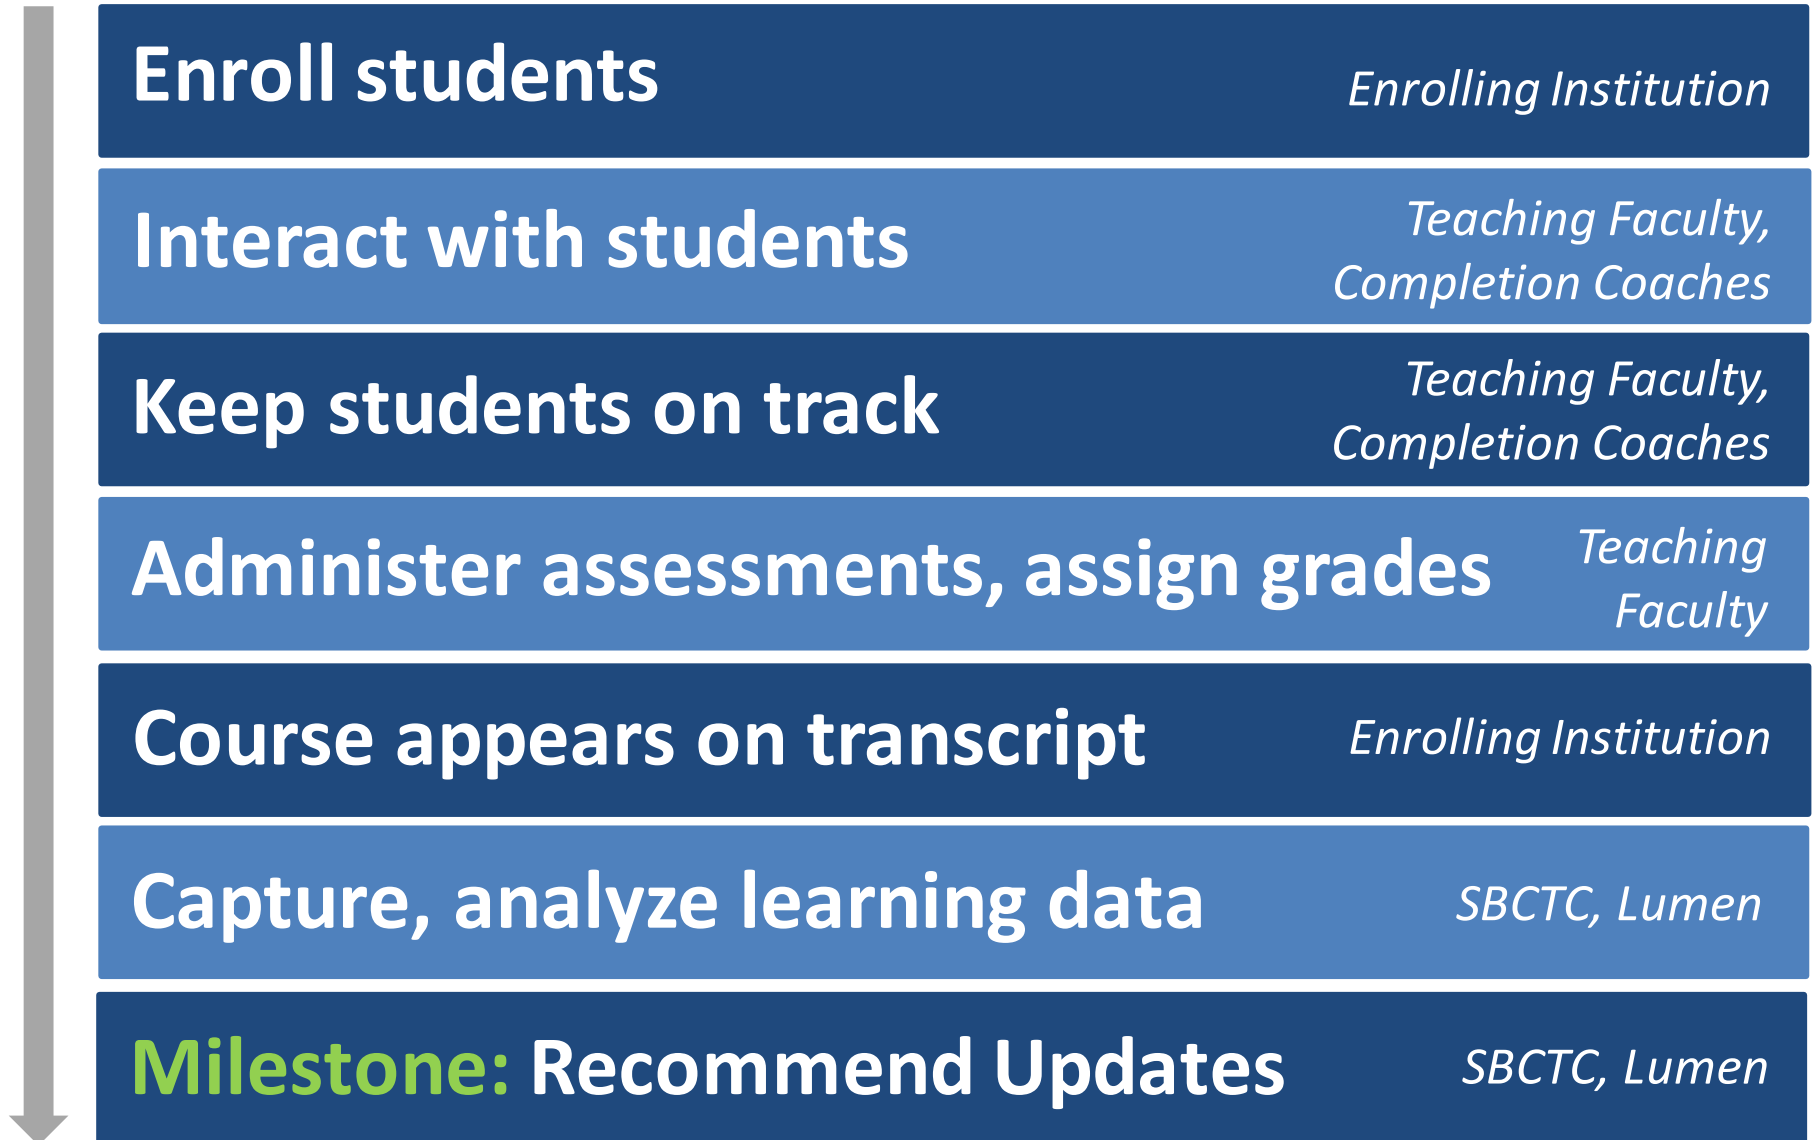 Enroll students
Enrolling Institution
Interact with students
Teaching Faculty,
Completion Coaches
Keep students on track
Teaching Faculty,
Completion Coaches
Administer assessments, assign grades
Teaching
Faculty
Course appears on transcript
Enrolling Institution
Capture, analyze learning data
SBCTC, Lumen
Milestone: Recommend Updates
SBCTC, Lumen